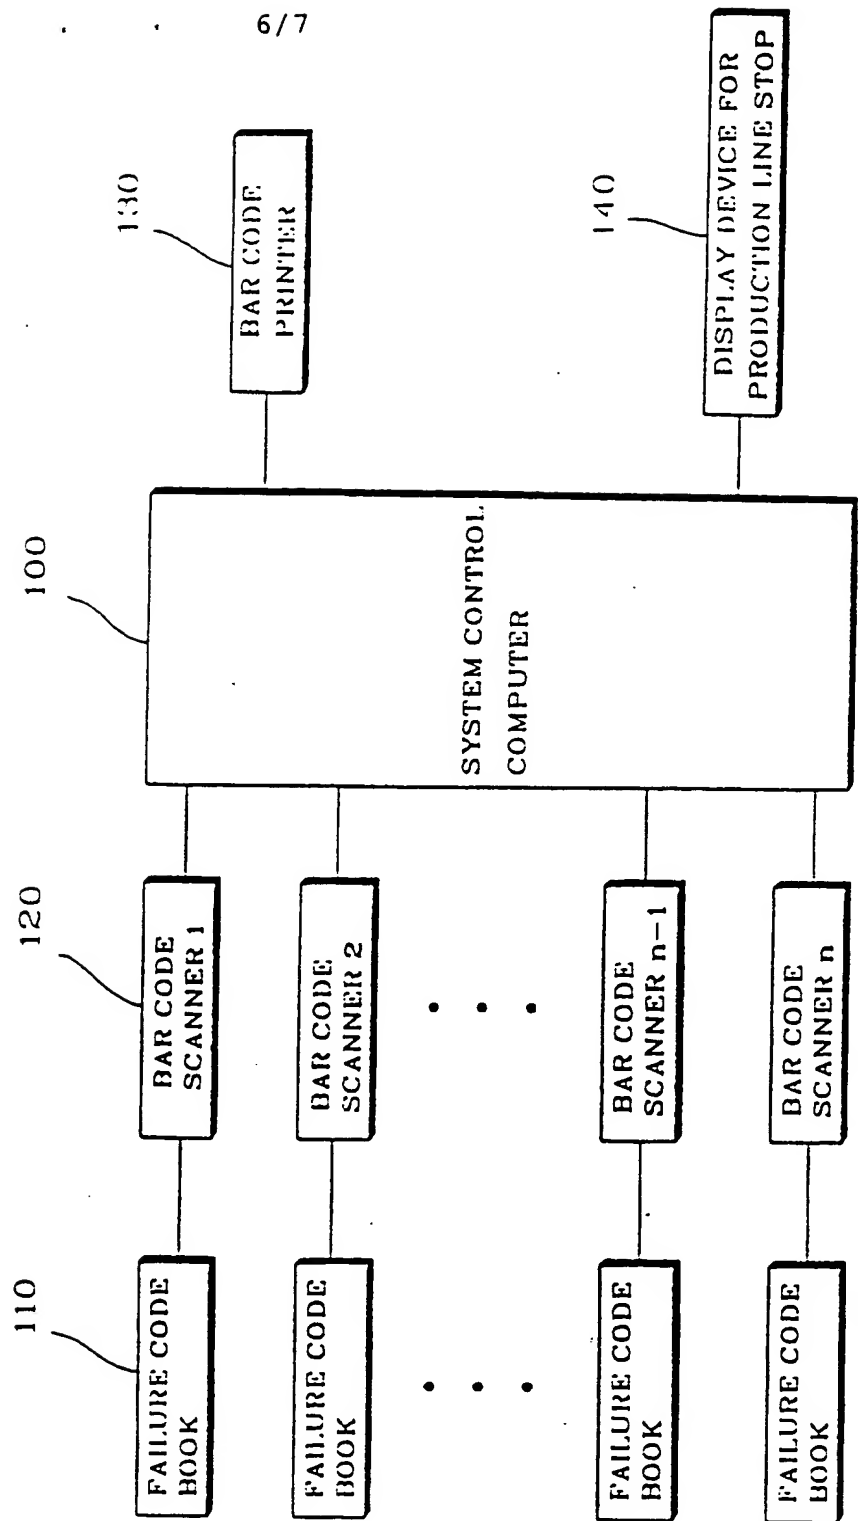 6/7
110
FAILURE CODE
BOOK
FAILURE CODE
BOOK
• • •
FAILURE CODE
BOOK
FAILURE CODE
BOOK
120
BAR CODE
SCANNER 1
BAR CODE
SCANNER 2
• • •
BAR CODE
SCANNER n-1
BAR CODE
SCANNER n
100
SYSTEM CONTROL
COMPUTER
130
BAR CODE
PRINTER
140
DISPLAY DEVICE FOR
PRODUCTION LINE STOP